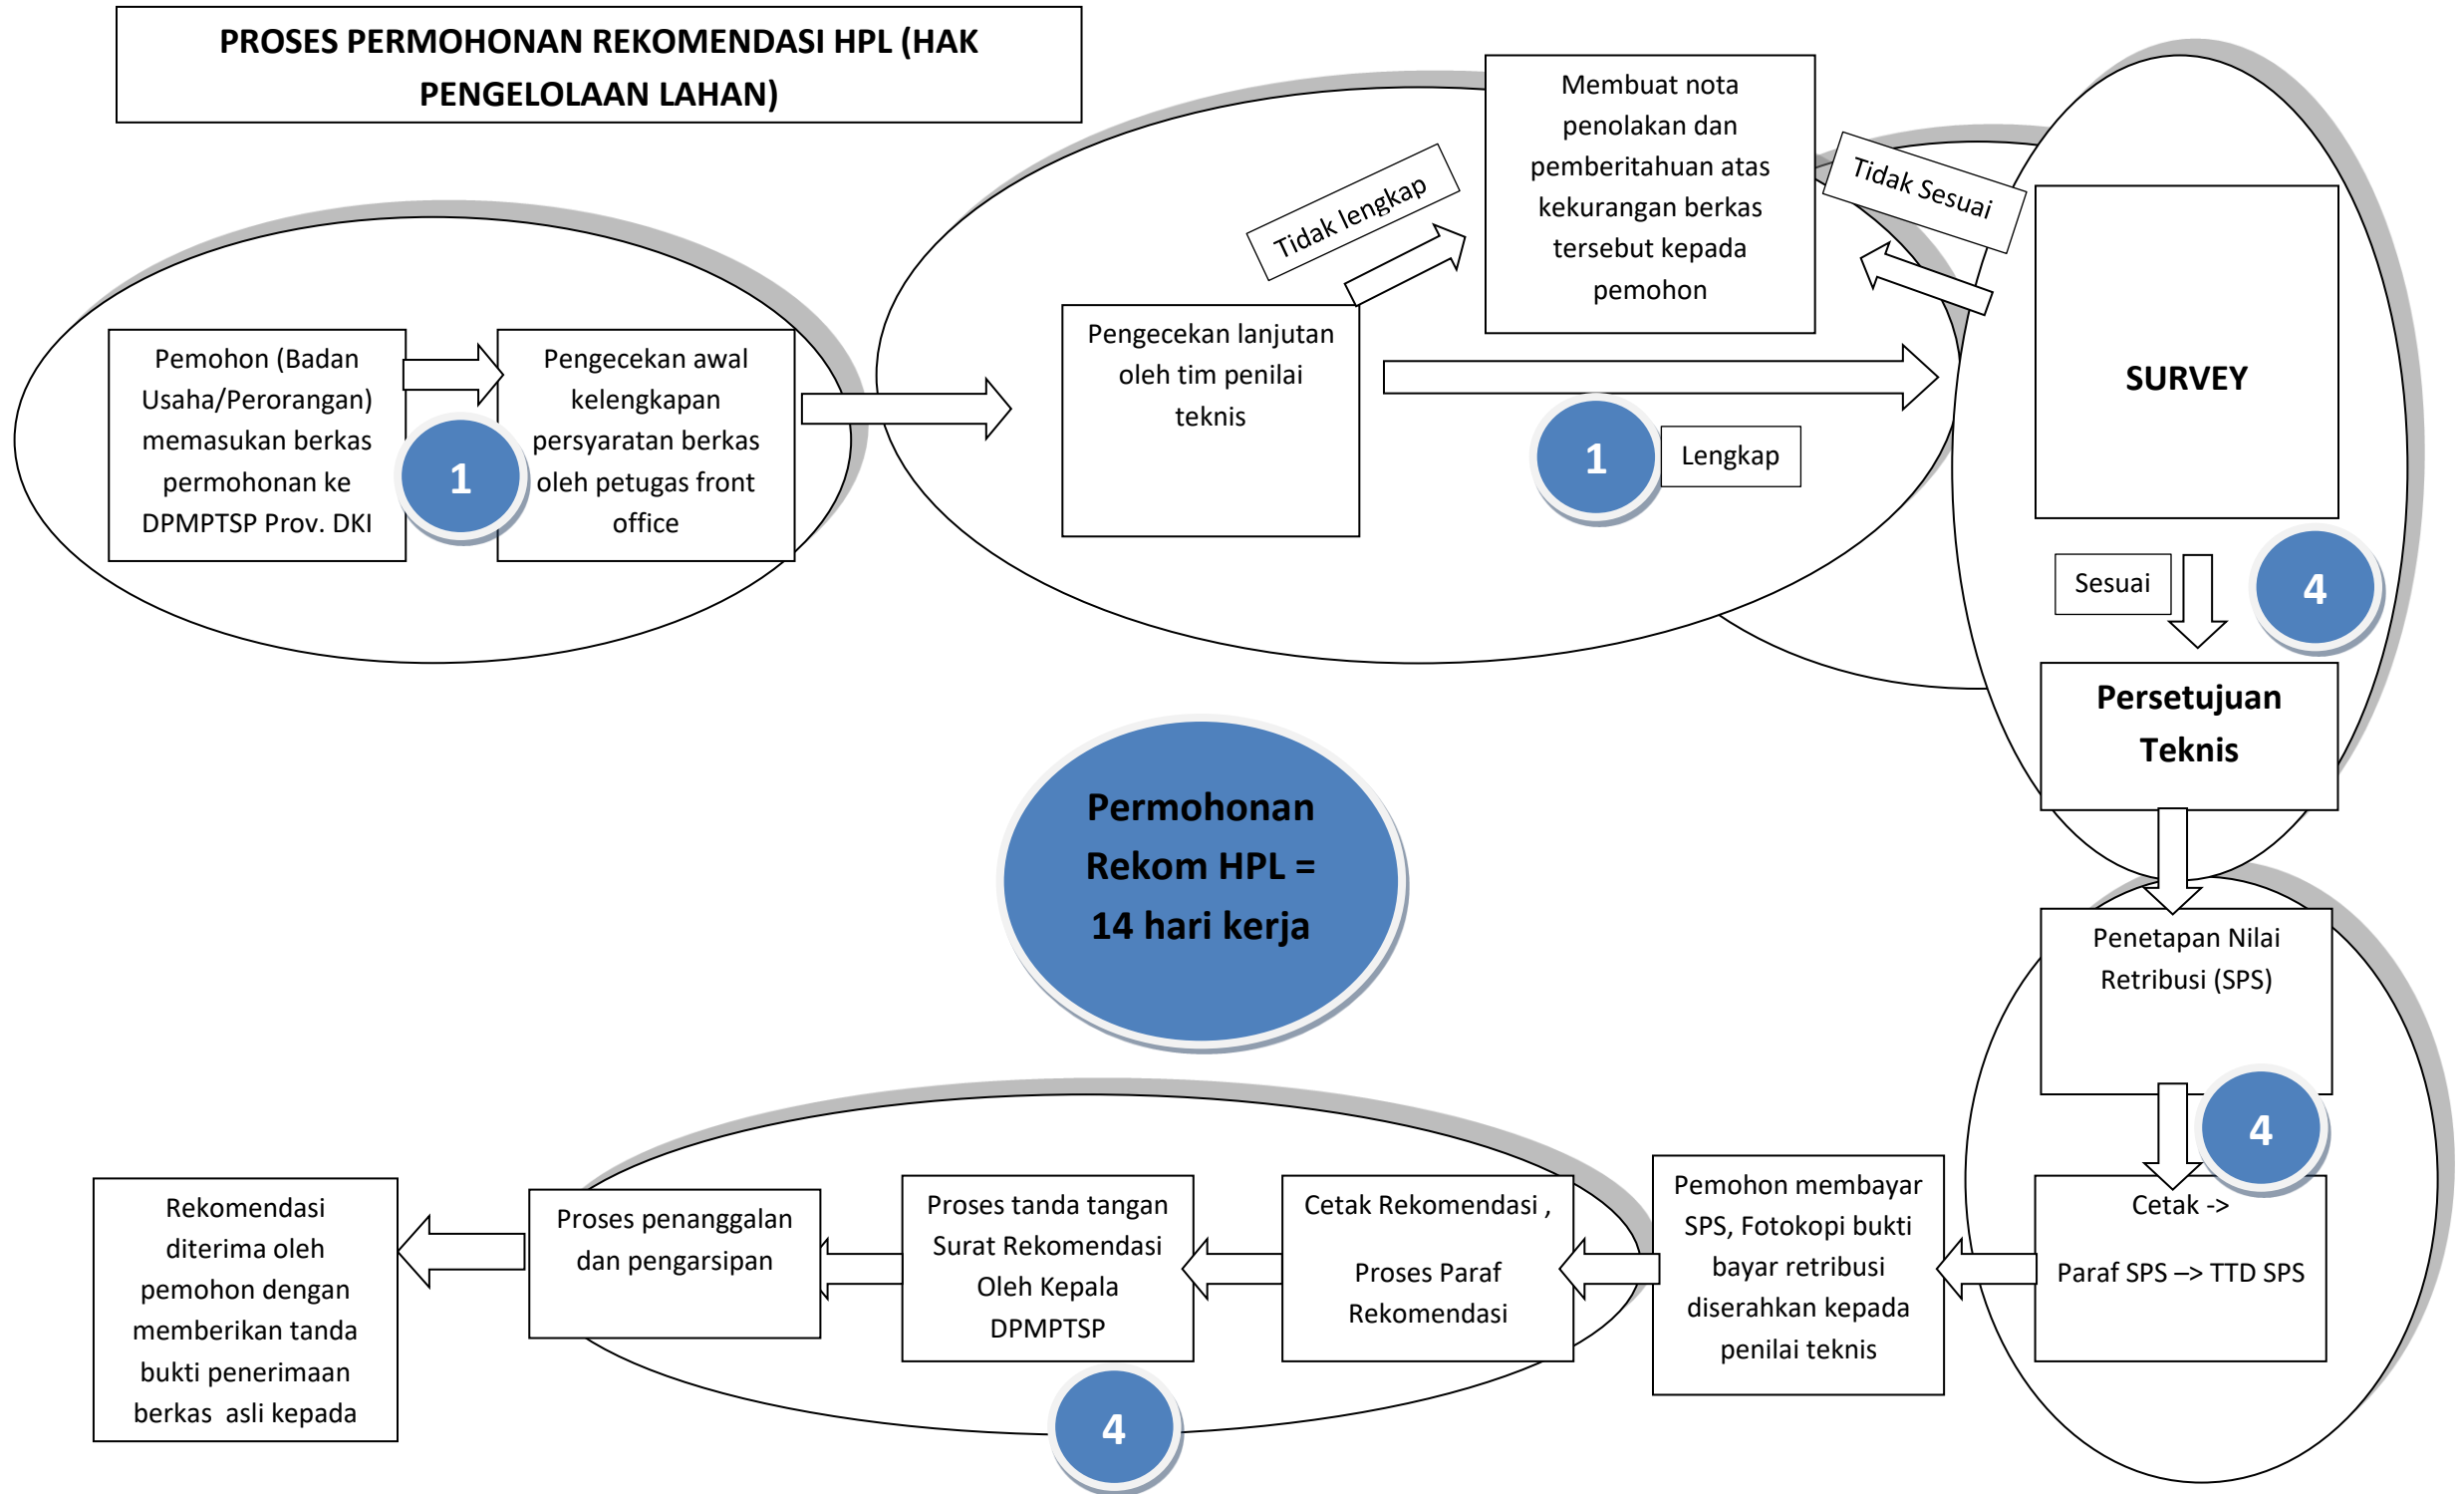 PROSES PERMOHONAN REKOMENDASI HPL (HAK
PENGELOLAAN LAHAN)
Pemohon (Badan
Usaha/Perorangan)
memasukan berkas
permohonan ke
DPMPTSP Prov. DKI
1
Pengecekan awal
kelengkapan
persyaratan berkas
oleh petugas front
office
Pengecekan lanjutan
oleh tim penilai
teknis
Tidak lengkap
Membuat nota
penolakan dan
pemberitahuan atas
kekurangan berkas
tersebut kepada
pemohon
Tidak Sesuai
1
Lengkap
SURVEY
Sesuai
4
Persetujuan
Teknis
Permohonan
Rekom HPL =
14 hari kerja
Penetapan Nilai
Retribusi (SPS)
4
Cetak ->
Paraf SPS –> TTD SPS
Pemohon membayar
SPS, Fotokopi bukti
bayar retribusi
diserahkan kepada
penilai teknis
Cetak Rekomendasi ,
Proses Paraf
Rekomendasi
Proses tanda tangan
Surat Rekomendasi
Oleh Kepala
DPMPTSP
4
Proses penanggalan
dan pengarsipan
Rekomendasi
diterima oleh
pemohon dengan
memberikan tanda
bukti penerimaan
berkas  asli kepada